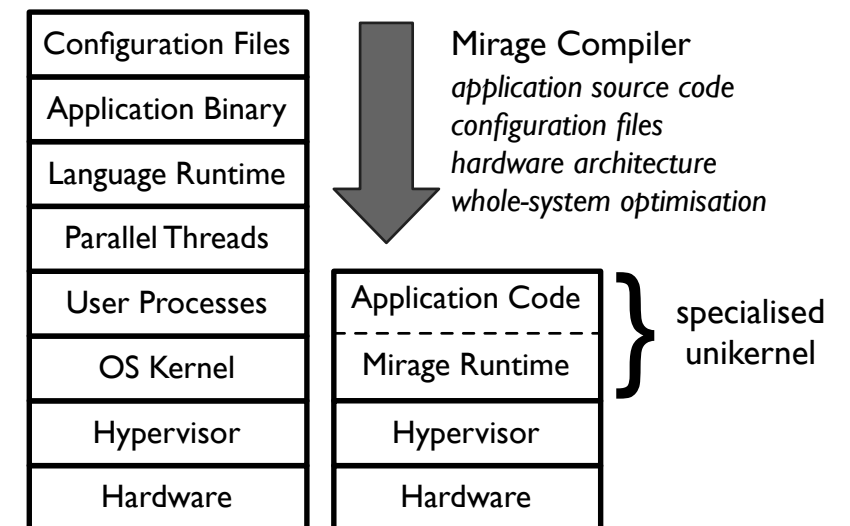 Configuration Files
Application Binary
Language Runtime
Parallel Threads
User Processes
OS Kernel
Hypervisor
Hardware
Mirage Compiler
application source code
configuration files
hardware architecture
whole-system optimisation
Application Code
Mirage Runtime
Hypervisor
Hardware
specialised
unikernel